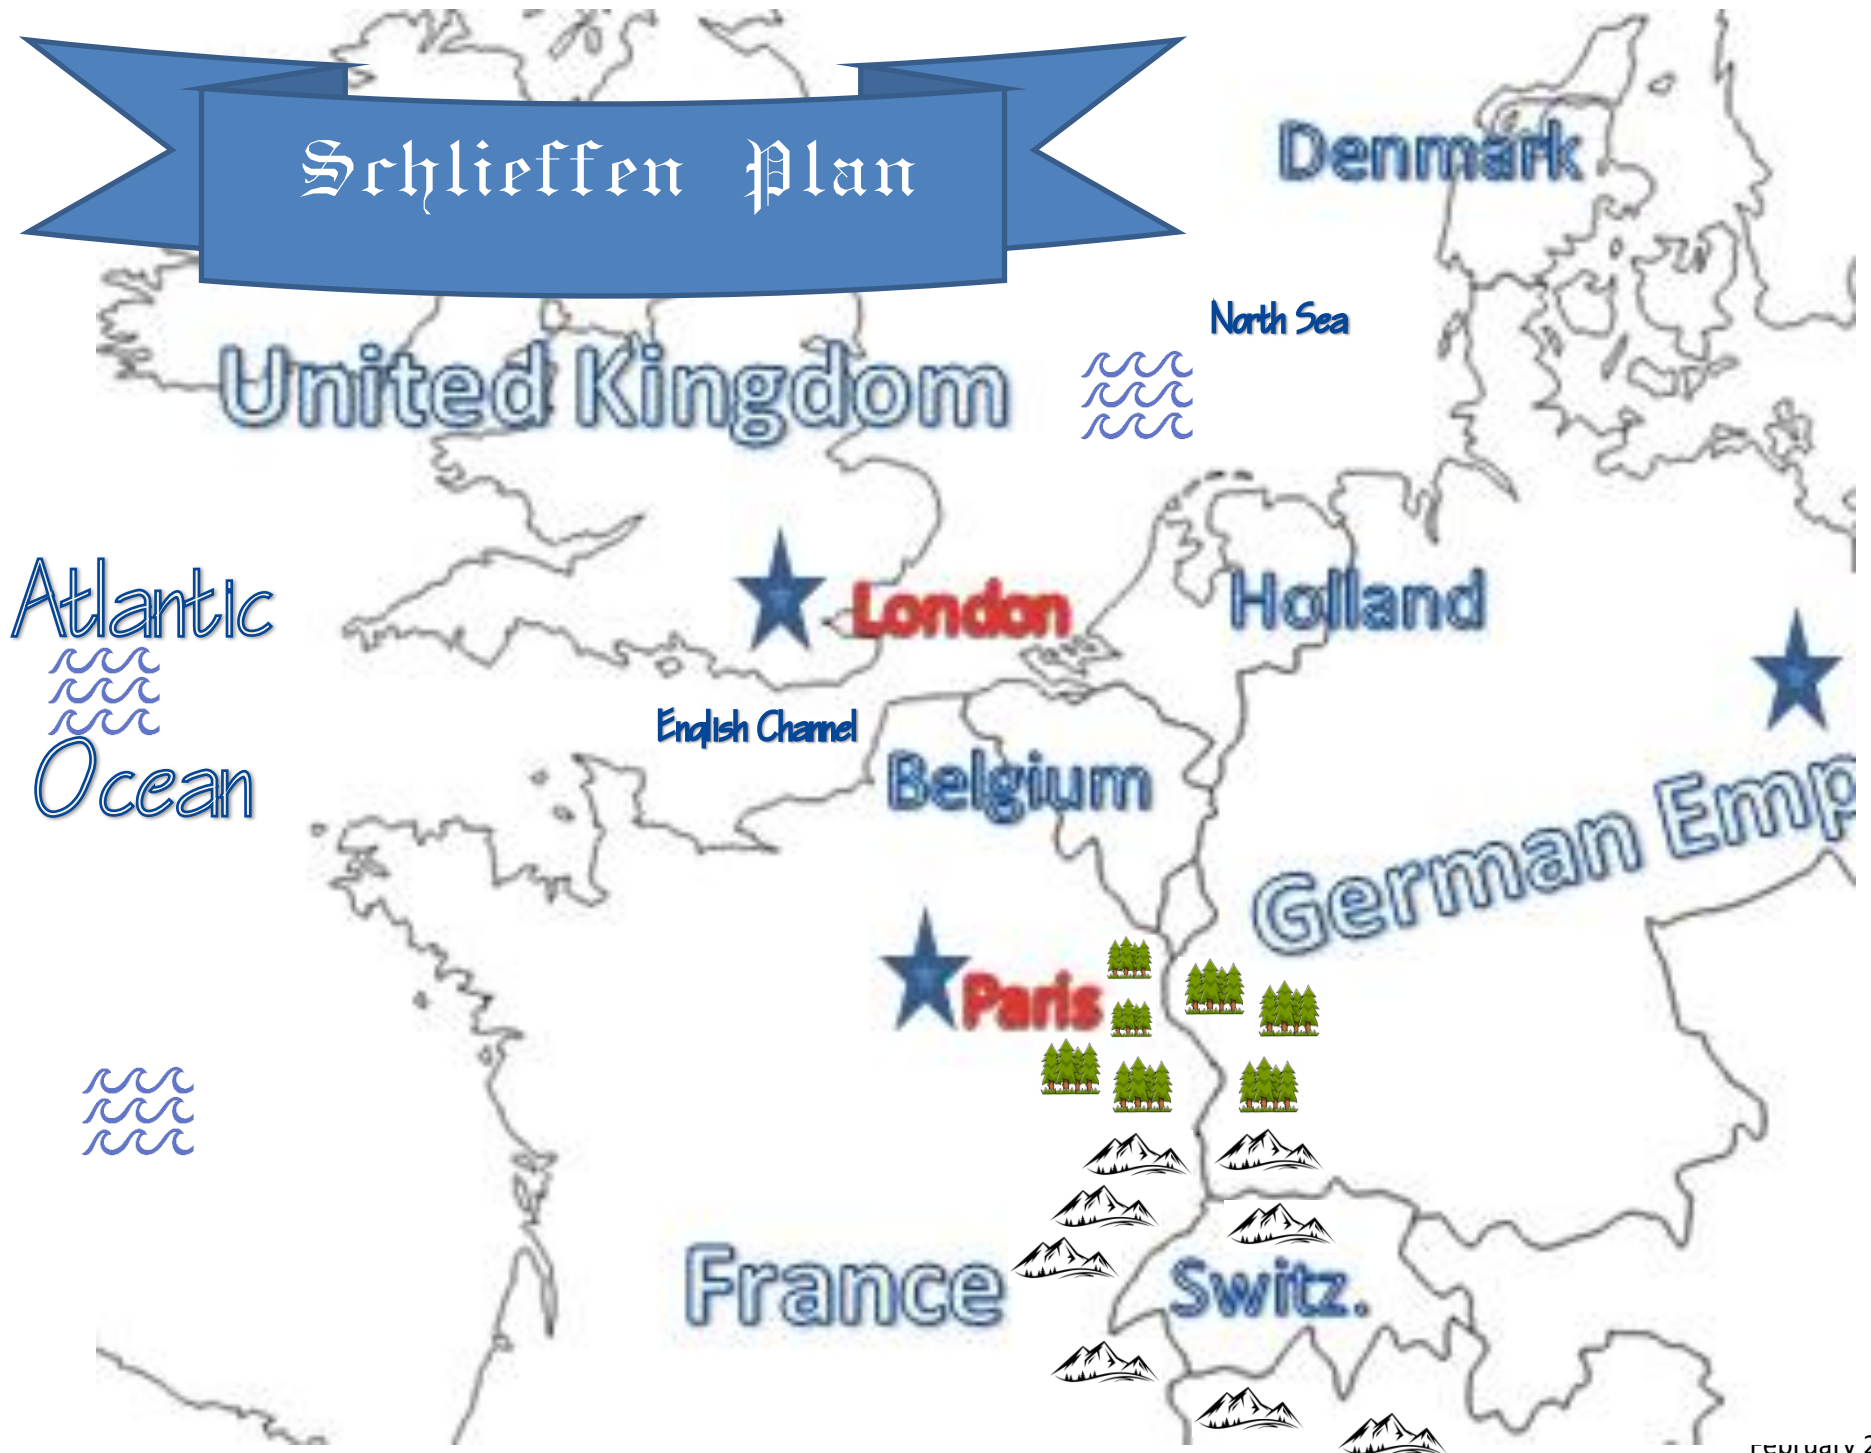 Schlieffen Plan
Denmark
North Sea
United Kingdom
Atlantic
Ocean
London
Holland
English Channel
Belgium
German Emp
Paris
France
Switz.